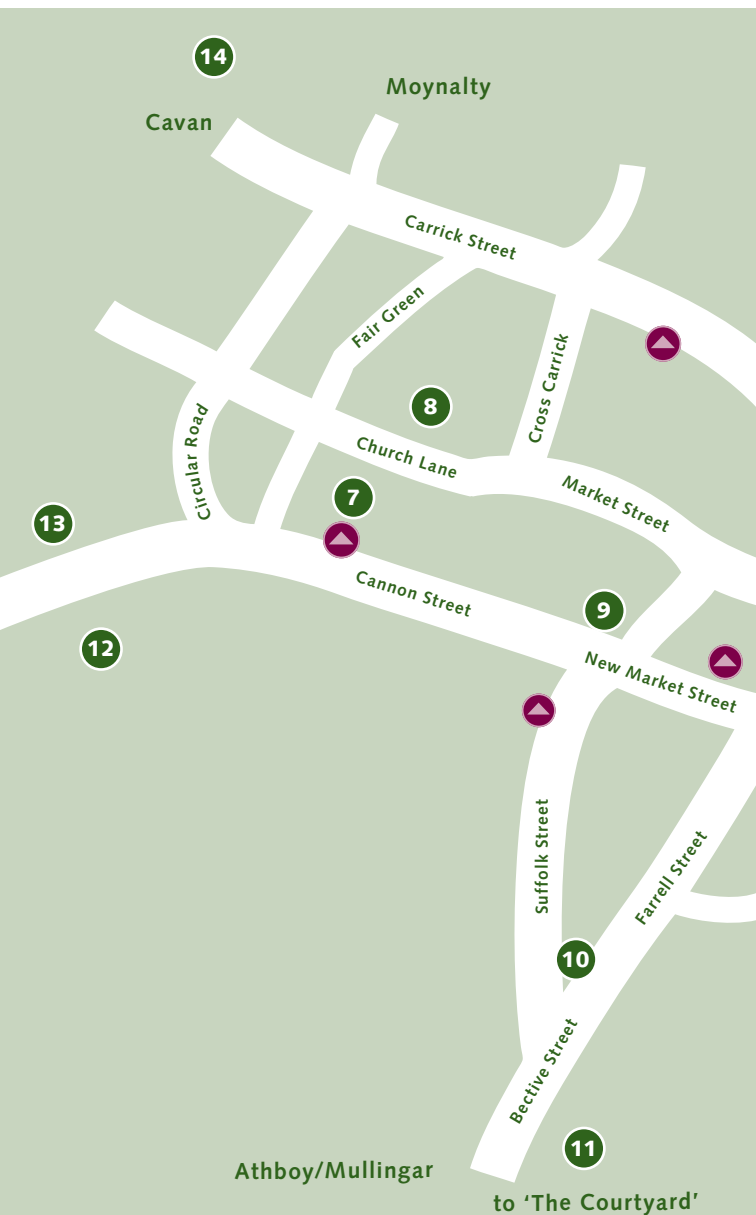 14
Moynalty
Cavan
Carrick Street
Fair Green
Cross Carrick
8
Circular Road
Church Lane
7
Market Street
13
Cannon Street
9
12
New Market Street
Suffolk Street
Farrell Street
10
Bective Street
11
Athboy/Mullingar
to ‘The Courtyard’